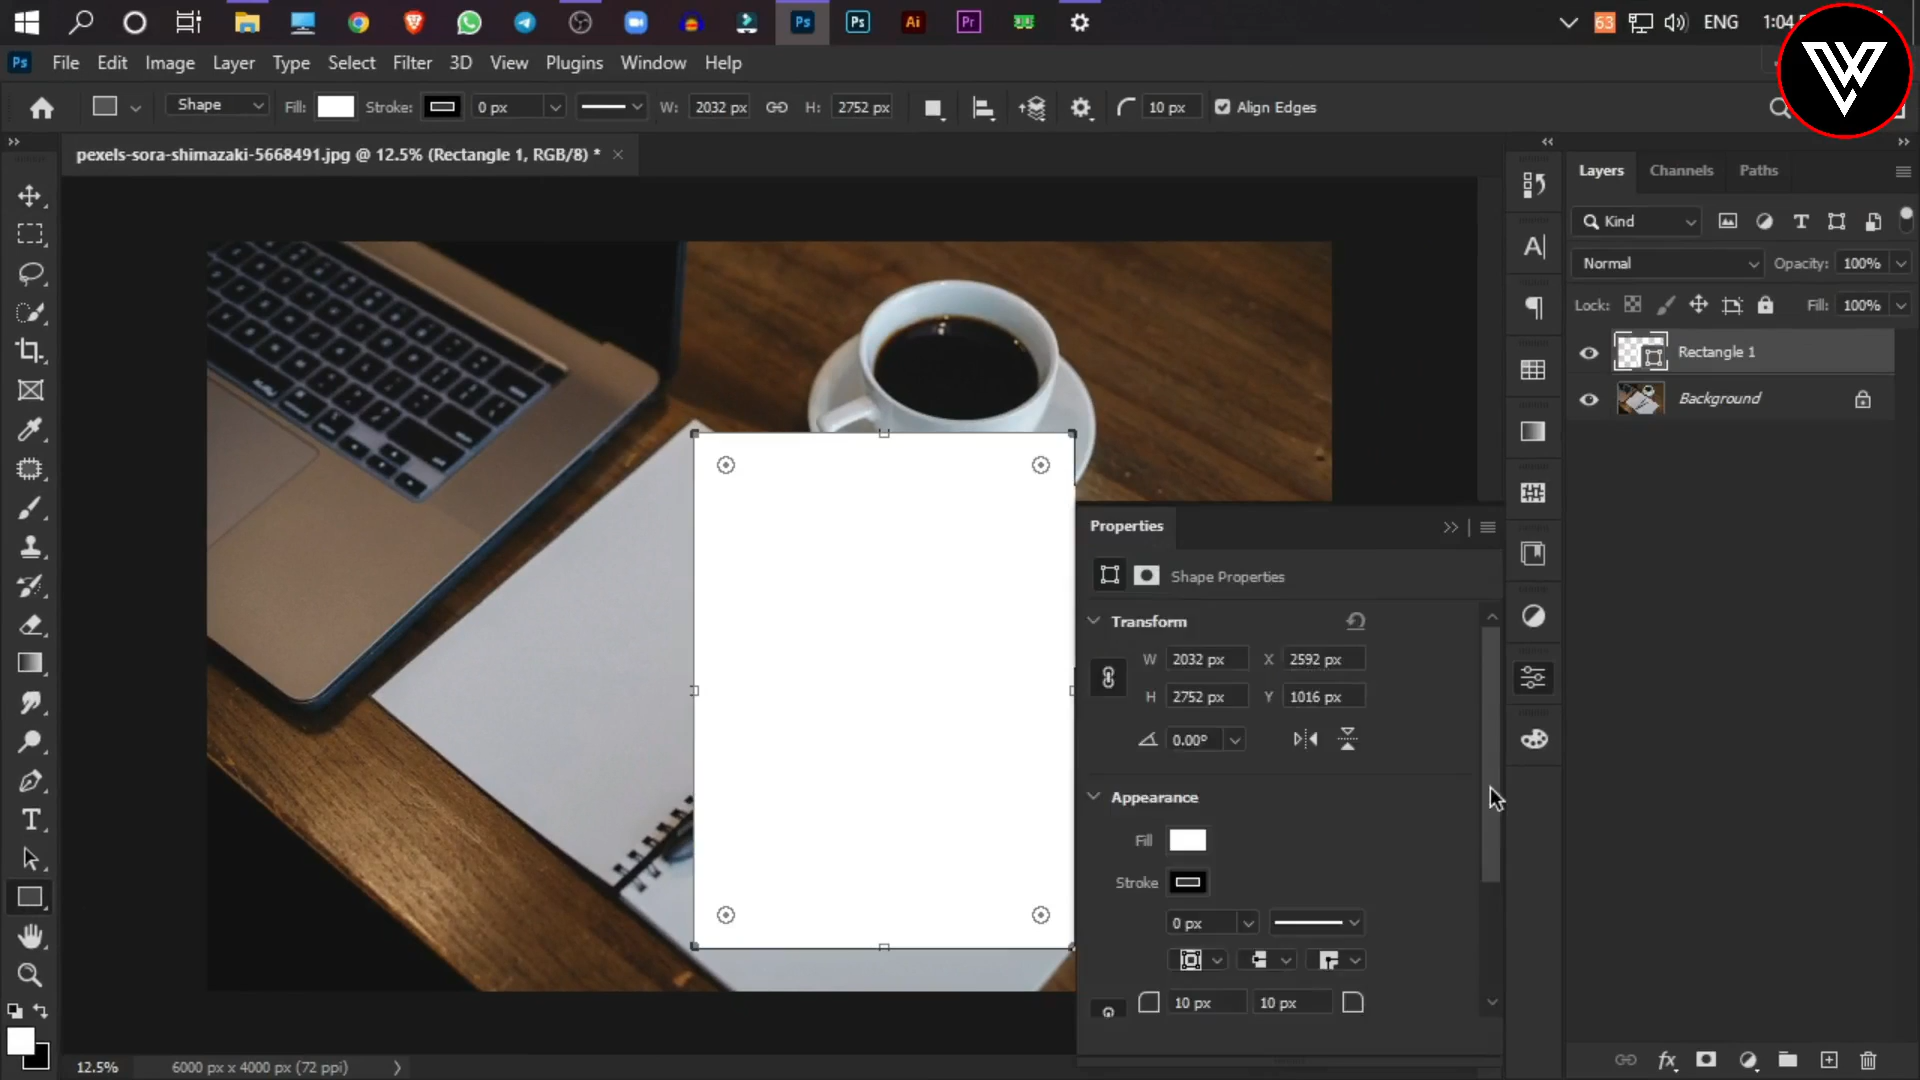 63 ENG 1:04
Ps File Edit Image Layer Type Select Filter 3D View Plugins Window Help
Shape Fill: Stroke: 0 px W: 2032 px H: 2752 px 10 px Align Edges
pexels-sora-shimazaki-5668491.jpg @ 12.5% (Rectangle 1, RGB/8) * ×
Layers Channels Paths
Kind
Normal Opacity: 100%
Lock: Fill: 100%
Rectangle 1
Background
Properties
Shape Properties
Transform
W 2032 px X 2592 px
H 2752 px Y 1016 px
0.00°
Appearance
Fill
Stroke
0 px
10 px 10 px
12.5% 6000 px x 4000 px (72 ppi)